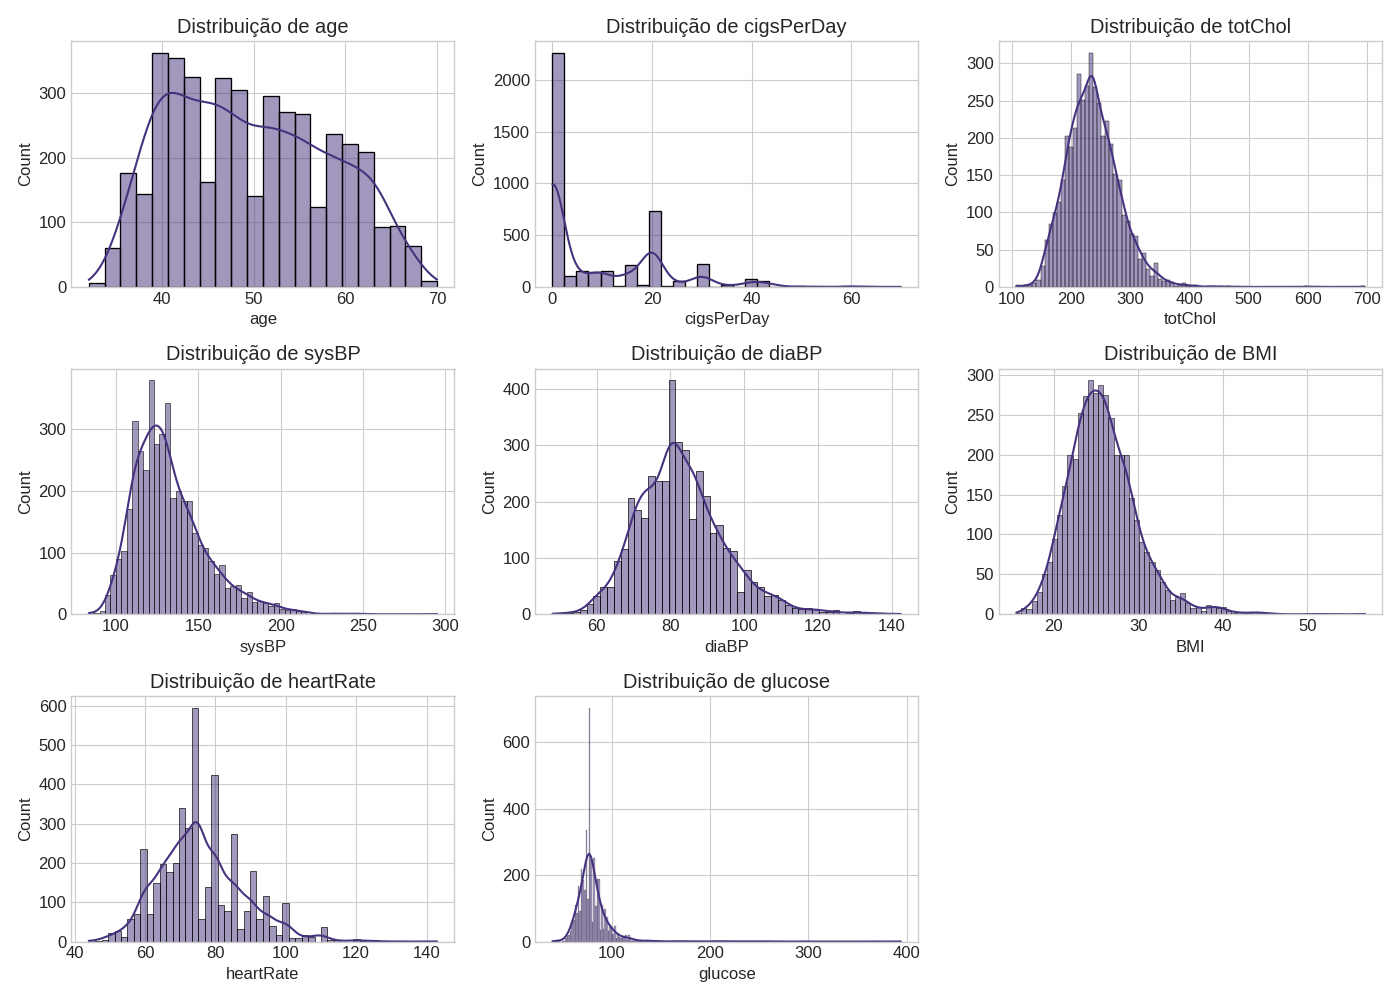 Distribuição de age
Count
300
200
100
0
40 50 60 70
age
Distribuição de cigsPerDay
Count
2000
1500
1000
500
0
0 20 40 60
cigsPerDay
Distribuição de totChol
Count
300
250
200
150
100
50
0
100 200 300 400 500 600 700
totChol
Distribuição de sysBP
Count
300
200
100
0
100 150 200 250 300
sysBP
Distribuição de diaBP
Count
400
300
200
100
0
60 80 100 120 140
diaBP
Distribuição de BMI
Count
300
250
200
150
100
50
0
20 30 40 50
BMI
Distribuição de heartRate
Count
600
500
400
300
200
100
0
40 60 80 100 120 140
heartRate
Distribuição de glucose
Count
600
400
200
0
100 200 300 400
glucose